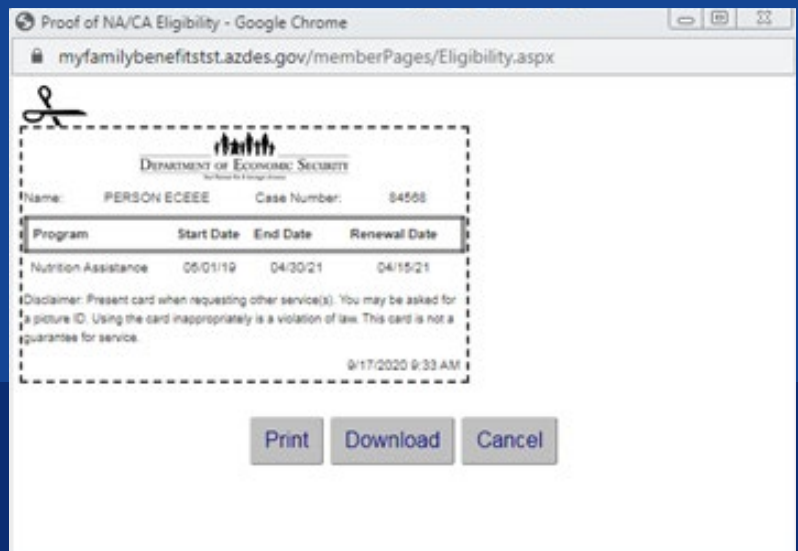 Proof of NA/CA Eligibility - Google Chrome
myfamilybenefitstst.azdes.gov/memberPages/Eligibility.aspx
DEPARTMENT OF ECONOMIC SECURITY
Name: PERSON ECEEE Case Number: 84568
Program Start Date End Date Renewal Date
Nutrition Assistance 05/01/19 04/30/21 04/15/21
Disclaimer: Present card when requesting other service(s). You may be asked for
a picture ID. Using the card inappropriately is a violation of law. This card is not a
guarantee for service.
9/17/2020 9:33 AM
Print Download Cancel